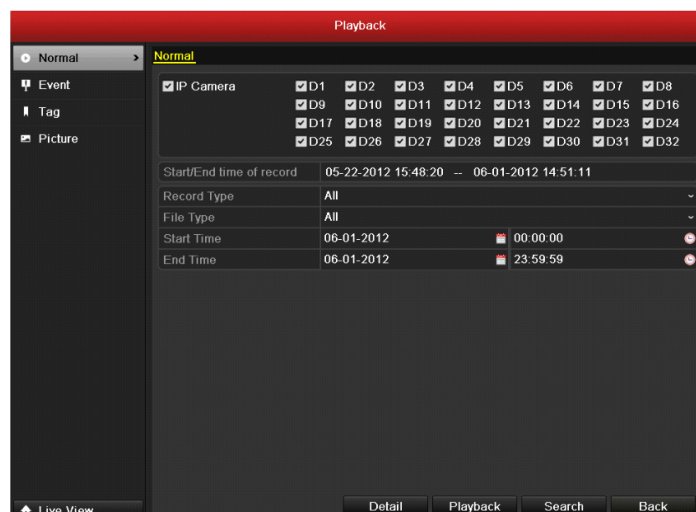 Playback
Normal
Event
Tag
Picture
Live View
Normal
IP Camera D1 D2 D3 D4 D5 D6 D7 D8
D9 D10 D11 D12 D13 D14 D15 D16
D17 D18 D19 D20 D21 D22 D23 D24
D25 D26 D27 D28 D29 D30 D31 D32
Start/End time of record 05-22-2012 15:48:20 -- 06-01-2012 14:51:11
Record Type All
File Type All
Start Time 06-01-2012 00:00:00
End Time 06-01-2012 23:59:59
Detail Playback Search Back